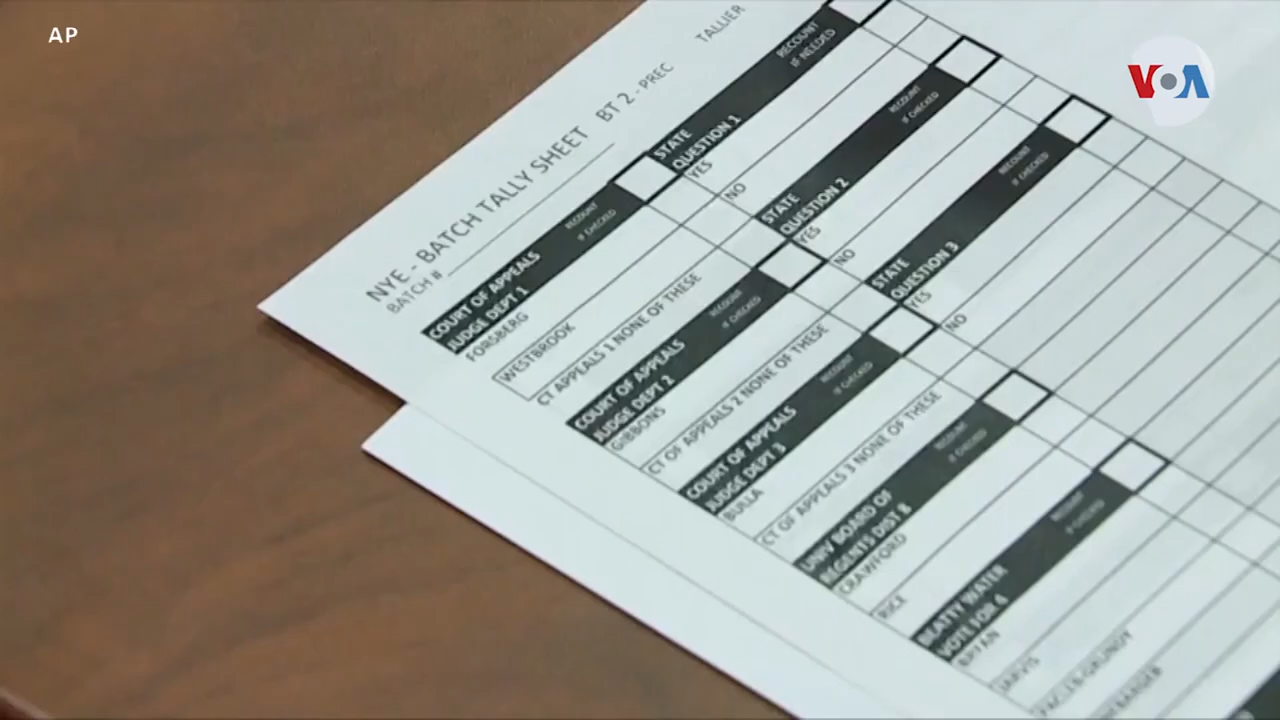 AP
VOA
NYE - BATCH TALLY SHEET BT 2 - PREC TALLIER
BATCH #
COURT OF APPEALS
JUDGE DEPT 1
RECOUNT
IF CHECKED
FORSBERG
WESTBROOK
CT APPEALS 1 NONE OF THESE
COURT OF APPEALS
JUDGE DEPT 2
RECOUNT
IF CHECKED
GIBBONS
CT OF APPEALS 2 NONE OF THESE
COURT OF APPEALS
JUDGE DEPT 3
RECOUNT
IF CHECKED
BULLA
CT OF APPEALS 3 NONE OF THESE
UNIV BOARD OF
REGENTS DIST 8
RECOUNT
IF CHECKED
CRAWFORD
RICE
BEATTY WATER
VOTE FOR 4
RECOUNT
IF CHECKED
BRYAN
JARVIS
STATE
QUESTION 1
RECOUNT
IF NEEDED
YES
NO
STATE
QUESTION 2
RECOUNT
IF CHECKED
YES
NO
STATE
QUESTION 3
RECOUNT
IF CHECKED
YES
NO